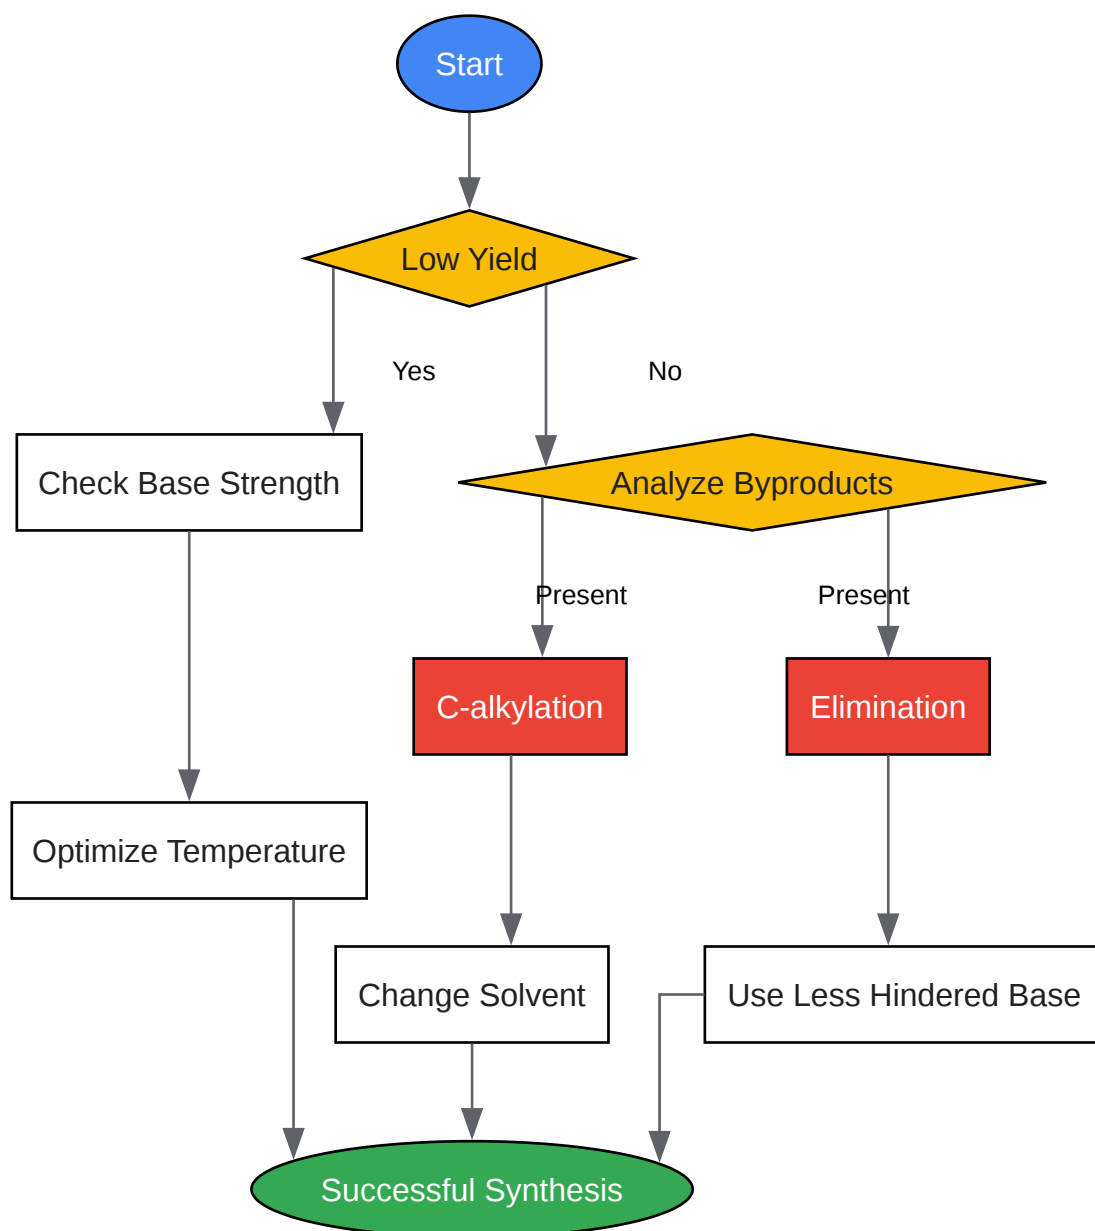 Start
Low Yield
Yes
No
Check Base Strength
Analyze Byproducts
Present
Present
C-alkylation
Elimination
Optimize Temperature
Change Solvent
Use Less Hindered Base
Successful Synthesis